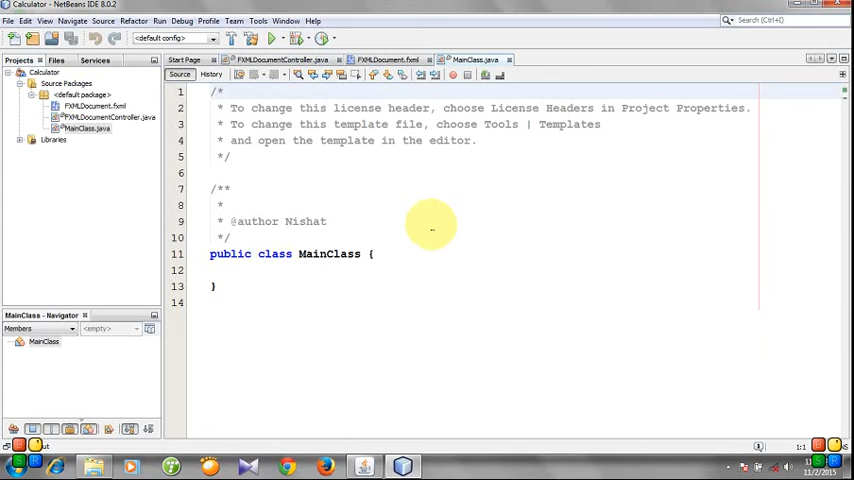 Calculator - NetBeans IDE 8.0.2
File Edit View Navigate Source Refactor Run Debug Profile Team Tools Window Help
Search (Ctrl+I)
<default config>
Projects Files Services
Start Page FXMLDocumentController.java FXMLDocument.fxml MainClass.java
Source History
Calculator
Source Packages
<default package>
FXMLDocument.fxml
FXMLDocumentController.java
MainClass.java
Libraries
1 /*
2 * To change this license header, choose License Headers in Project Properties.
3 * To change this template file, choose Tools | Templates
4 * and open the template in the editor.
5 */
6
7 /**
8 *
9 * @author Nishat
10 */
11 public class MainClass {
12
13 }
14
MainClass - Navigator
Members <empty>
MainClass
1:1
11/2/2015